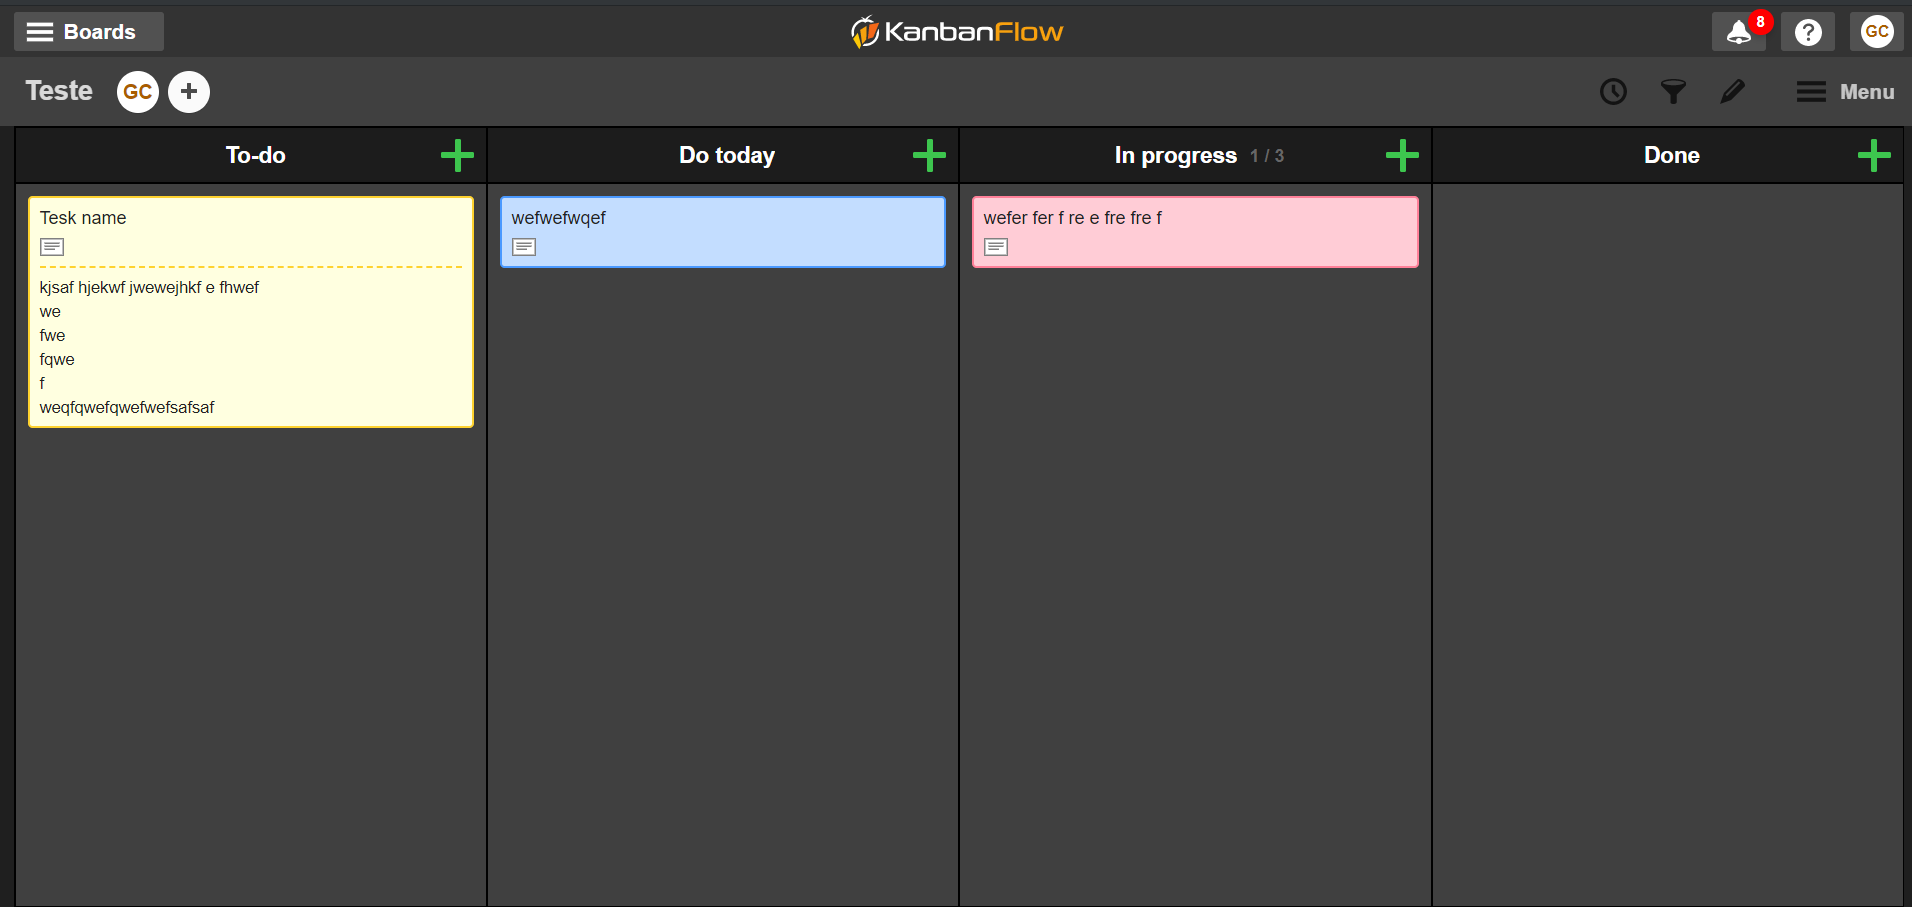 Boards
KanbanFlow
8
?
GC
Teste
GC
+
Menu
To-do
Do today
In progress 1 / 3
Done
Tesk name
kjsaf hjekwf jwewejhkf e fhwef
we
fwe
fqwe
f
weqfqwefqwefwefsafsaf
wefwefwqef
wefer fer f re e fre fre f